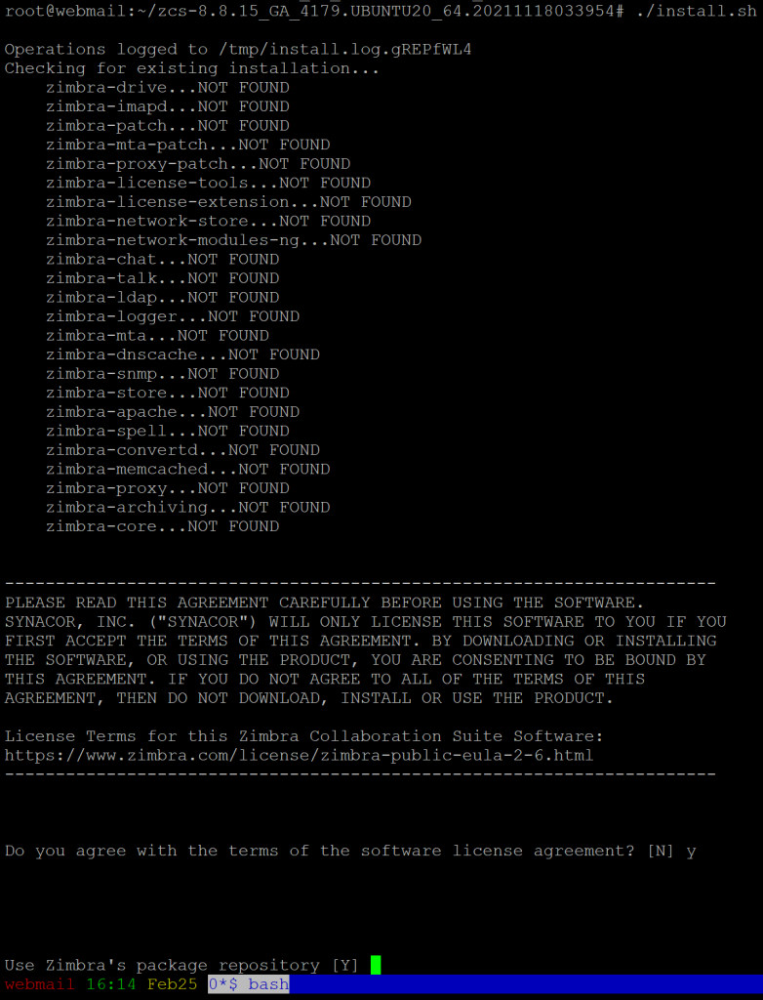 root@webmail:~/zcs-8.8.15_GA_4179.UBUNTU20_64.20211118033954# ./install.sh
Operations logged to /tmp/install.log.gREPfWL4
Checking for existing installation...
zimbra-drive...NOT FOUND
zimbra-imapd...NOT FOUND
zimbra-patch...NOT FOUND
zimbra-mta-patch...NOT FOUND
zimbra-proxy-patch...NOT FOUND
zimbra-license-tools...NOT FOUND
zimbra-license-extension...NOT FOUND
zimbra-network-store...NOT FOUND
zimbra-network-modules-ng...NOT FOUND
zimbra-chat...NOT FOUND
zimbra-talk...NOT FOUND
zimbra-ldap...NOT FOUND
zimbra-logger...NOT FOUND
zimbra-mta...NOT FOUND
zimbra-dnscache...NOT FOUND
zimbra-snmp...NOT FOUND
zimbra-store...NOT FOUND
zimbra-apache...NOT FOUND
zimbra-spell...NOT FOUND
zimbra-convertd...NOT FOUND
zimbra-memcached...NOT FOUND
zimbra-proxy...NOT FOUND
zimbra-archiving...NOT FOUND
zimbra-core...NOT FOUND
----------------------------------------------------------------------
PLEASE READ THIS AGREEMENT CAREFULLY BEFORE USING THE SOFTWARE.
SYNACOR, INC. ("SYNACOR") WILL ONLY LICENSE THIS SOFTWARE TO YOU IF YOU
FIRST ACCEPT THE TERMS OF THIS AGREEMENT. BY DOWNLOADING OR INSTALLING
THE SOFTWARE, OR USING THE PRODUCT, YOU ARE CONSENTING TO BE BOUND BY
THIS AGREEMENT. IF YOU DO NOT AGREE TO ALL OF THE TERMS OF THIS
AGREEMENT, THEN DO NOT DOWNLOAD, INSTALL OR USE THE PRODUCT.
License Terms for this Zimbra Collaboration Suite Software:
https://www.zimbra.com/license/zimbra-public-eula-2-6.html
----------------------------------------------------------------------
Do you agree with the terms of the software license agreement? [N] y
Use Zimbra's package repository [Y]
webmail 16:14 Feb25 0*$ bash